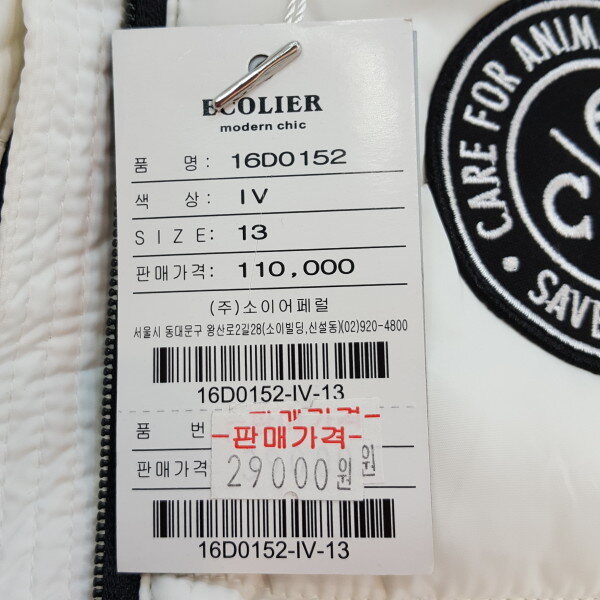 ECOLIER
modern chic
품 명: 16D0152
색 상: IV
SIZE: 13
판매가격: 110,000
(주)소이어페럴
서울시 동대문구 왕산로2길28(소이빌딩,신설동)(02)920-4800
16D0152-IV-13
품 번
판매가격
-판매가격-
29000원
원
16D0152-IV-13
CARE FOR ANIM
SAVE